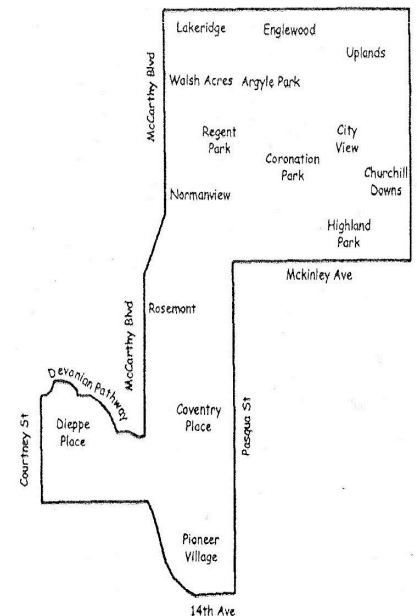 Lakeridge
Englewood
Uplands
McCarthy Blvd
Walsh Acres
Argyle Park
Regent
Park
City
View
Coronation
Park
Churchill
Downs
Normanview
Highland
Park
Mckinley Ave
McCarthy Blvd
Rosemont
Devonian Pathway
Dieppe
Place
Coventry
Place
Pasqua St
Courtney St
Pioneer
Village
14th Ave